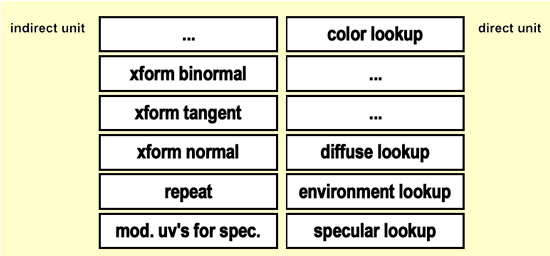 indirect unit ... color lookup direct unit
xform binormal ...
xform tangent ...
xform normal diffuse lookup
repeat environment lookup
mod. uv's for spec. specular lookup